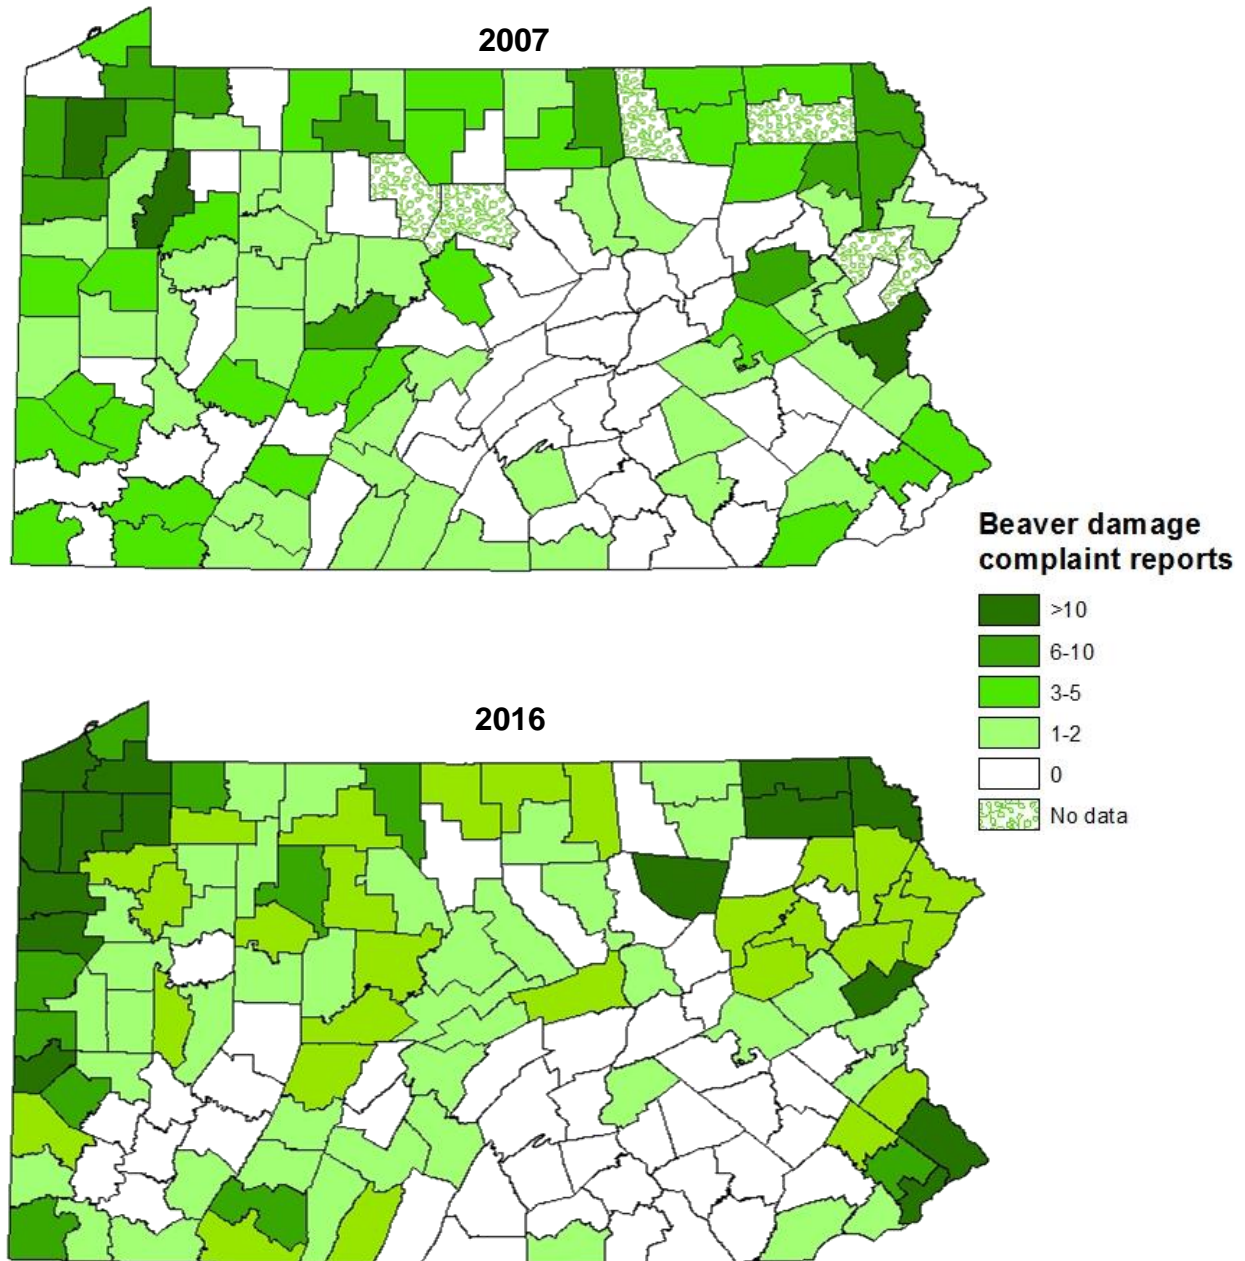 2007
Beaver damage
complaint reports
>10
6-10
3-5
1-2
0
No data
2016